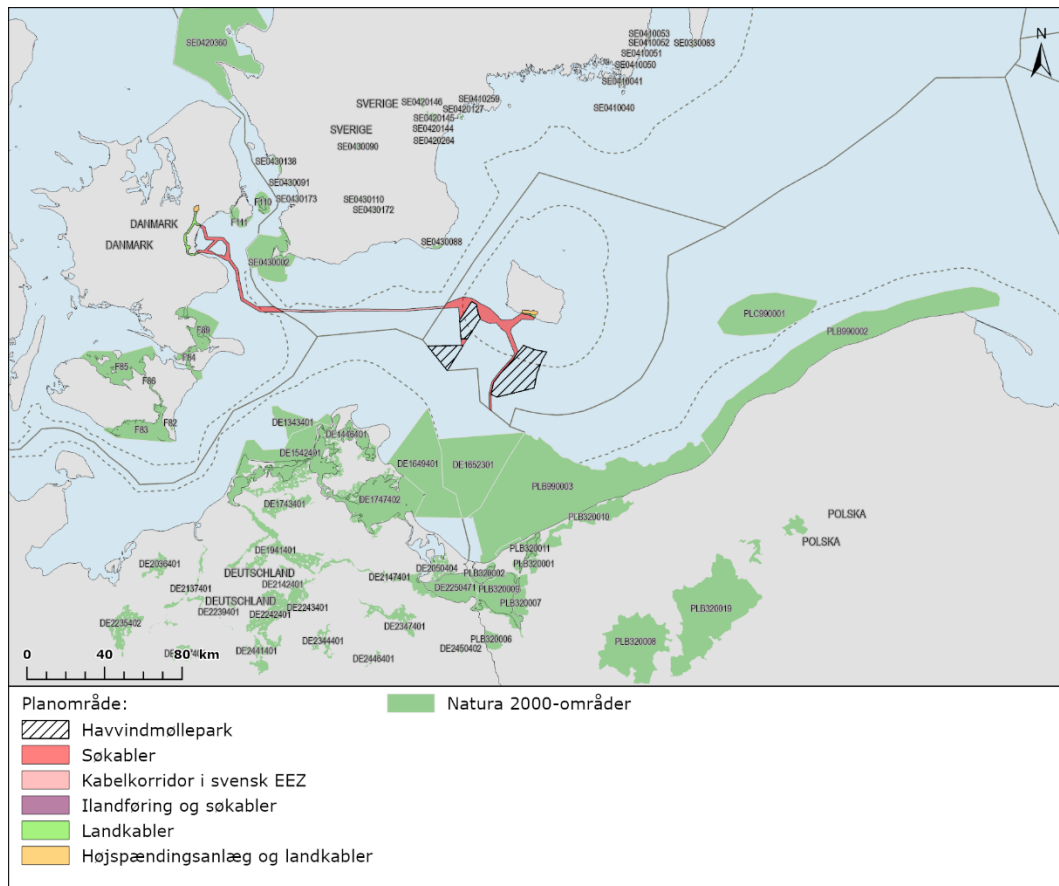 SE0410053
SE0420360
SE0410052
SE0330083
N
SE0410051
SE0410050
SE0410041
SVERIGE
SE0420146
SE0410259
SE0420127
SE0410040
SE0420145
SVERIGE
SE0420144
SE0420264
SE0430090
SE0430138
SE0430091
SE0430173
F110
SE0430110
SE0430172
DANMARK
F111
DANMARK
SE0430088
SE0430002
PLC990001
PLB990002
F89
F84
F85
F86
F82
F83
DE1343401
DE1446401
DE1542401
DE1649401
DE1652301
PLB990003
DE1743401
DE1747402
PLB320010
POLSKA
POLSKA
DE1941401
PLB320011
PLB320001
DE2036401
DE2050404
DEUTSCHLAND
DE2147401
PLB320002
DE2142401
DE2137401
DE2250471
PLB320009
DEUTSCHLAND
DE2243401
PLB320007
DE2239401
DE2242401
PLB320019
DE2235402
DE2347401
DE2344401
PLB320006
PLB320008
DE2441401
DE2450402
DE2446401
0 40 80 km
Planområde:
Natura 2000-områder
Havvindmøllepark
Søkabler
Kabelkorridor i svensk EEZ
Ilandføring og søkabler
Landkabler
Højspændingsanlæg og landkabler